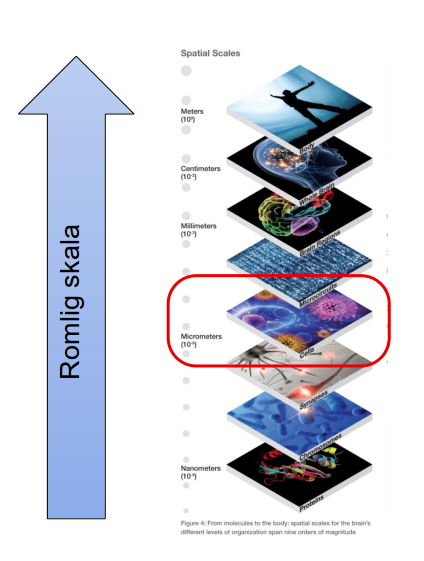 Spatial Scales
Romlig skala
Meters
(10⁰)
Body
Centimeters
(10⁻²)
Whole Brain
Millimeters
(10⁻³)
Brain Regions
Microcircuits
Cells
Micrometers
(10⁻⁶)
Synapses
Chromosomes
Nanometers
(10⁻⁹)
Proteins
Figure 4: From molecules to the body: spatial scales for the brain's
different levels of organization span nine orders of magnitude